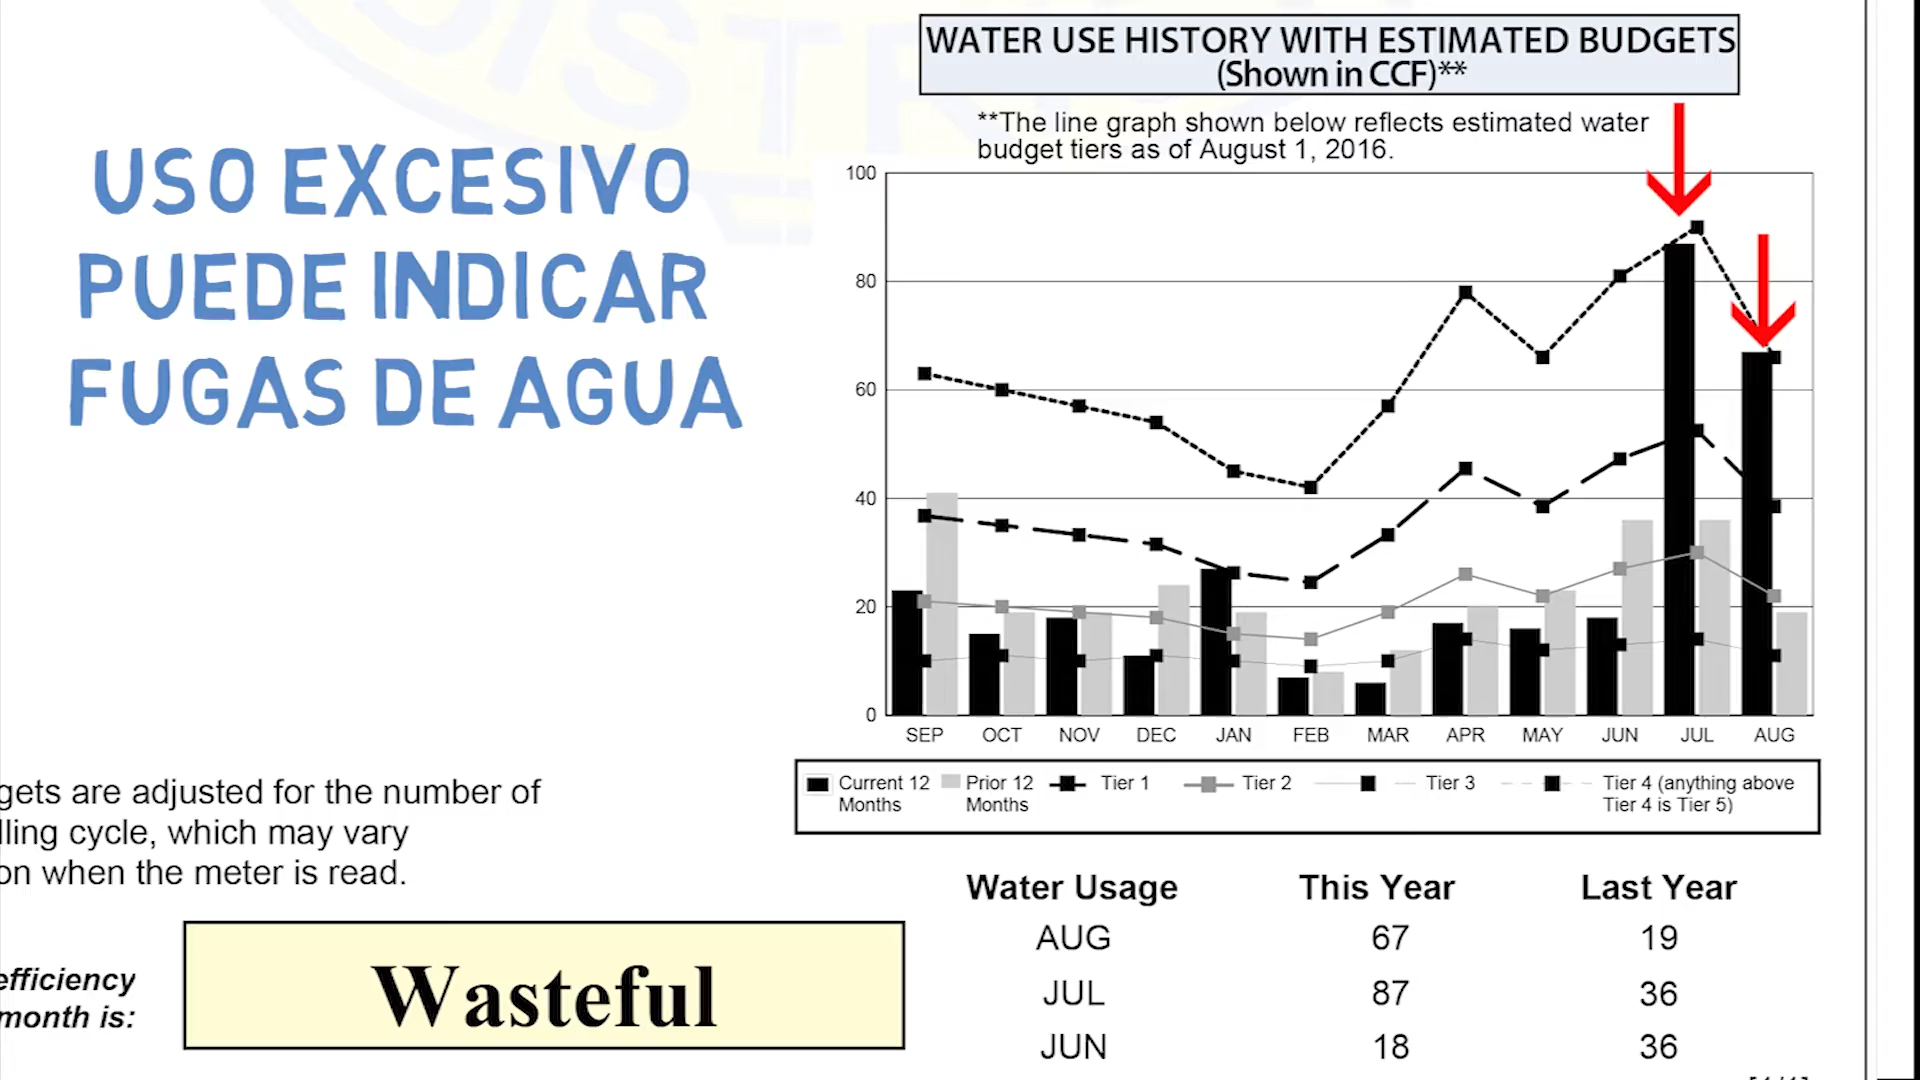 WATER USE HISTORY WITH ESTIMATED BUDGETS
(Shown in CCF)**
**The line graph shown below reflects estimated water
budget tiers as of August 1, 2016.
USO EXCESIVO
PUEDE INDICAR
FUGAS DE AGUA
100
80
60
40
20
0
SEP OCT NOV DEC JAN FEB MAR APR MAY JUN JUL AUG
Current 12 Months
Prior 12 Months
Tier 1
Tier 2
Tier 3
Tier 4 (anything above
Tier 4 is Tier 5)
gets are adjusted for the number of
lling cycle, which may vary
on when the meter is read.
efficiency
month is:
Wasteful
Water Usage This Year Last Year
AUG 67 19
JUL 87 36
JUN 18 36